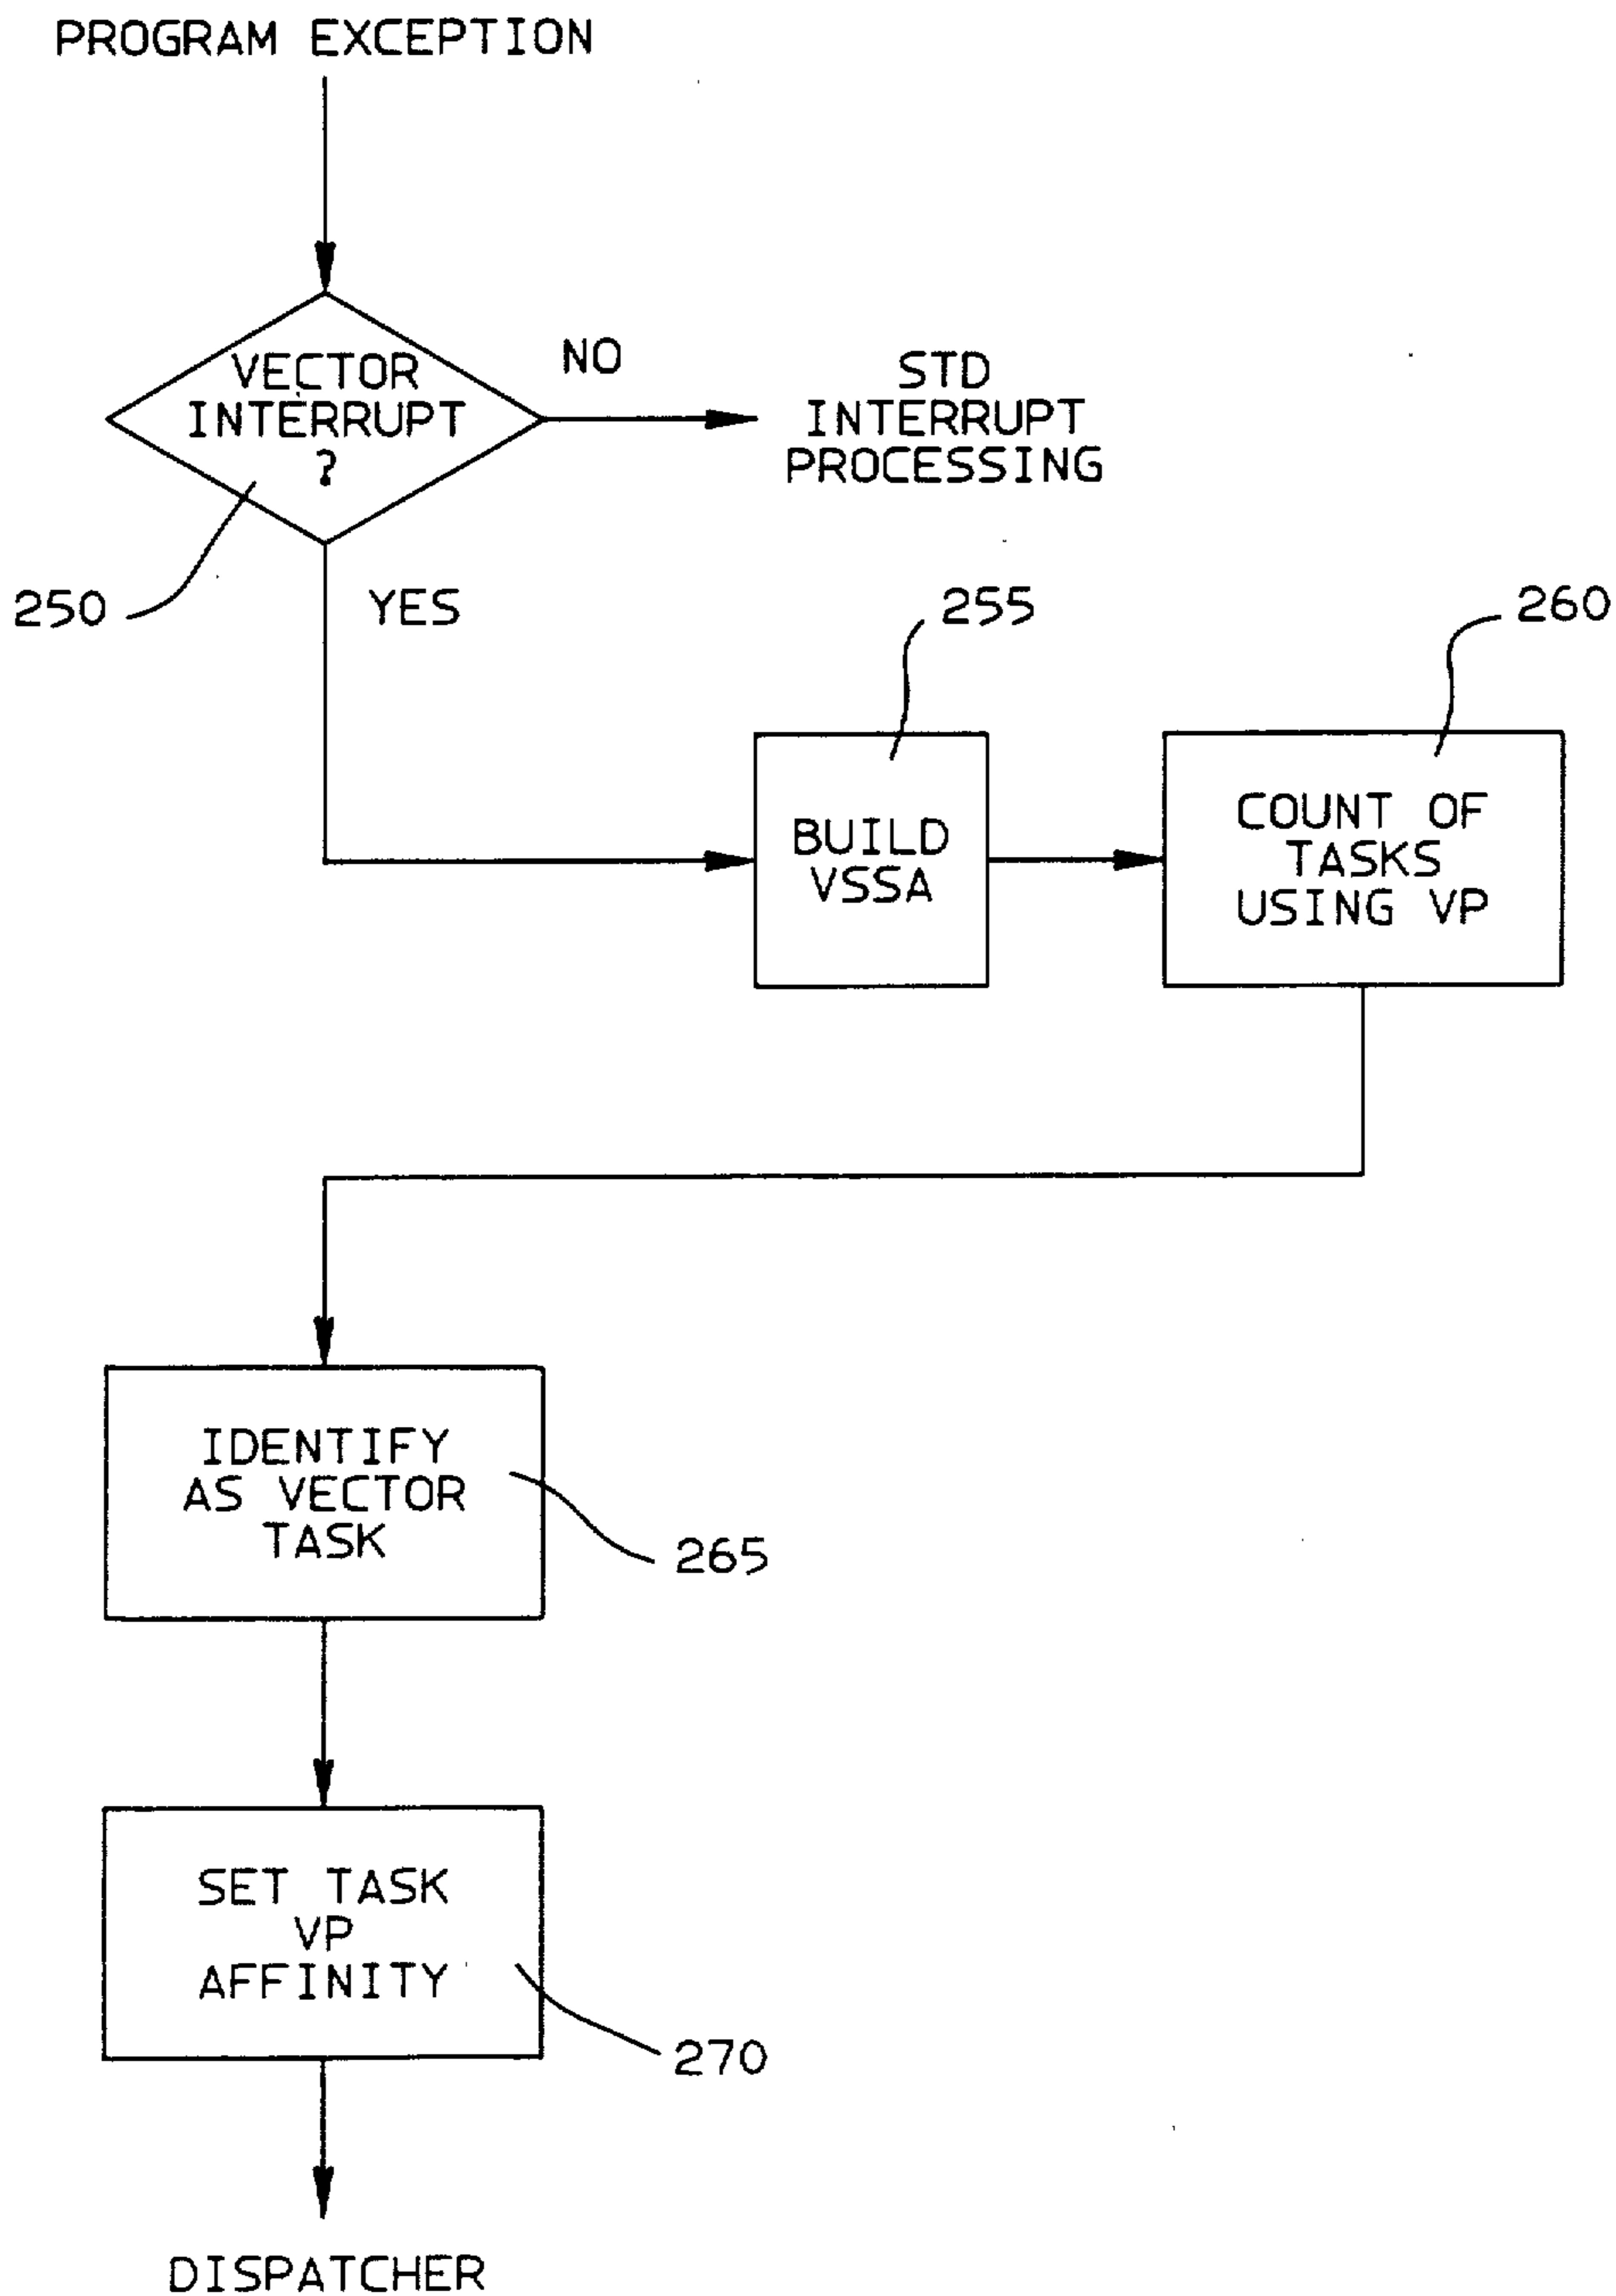 PROGRAM EXCEPTION
VECTOR
INTERRUPT
?
NO
STD
INTERRUPT
PROCESSING
250
YES
255
260
BUILD
VSSA
COUNT OF
TASKS
USING VP
IDENTIFY
AS VECTOR
TASK
265
SET TASK
VP
AFFINITY
270
DISPATCHER